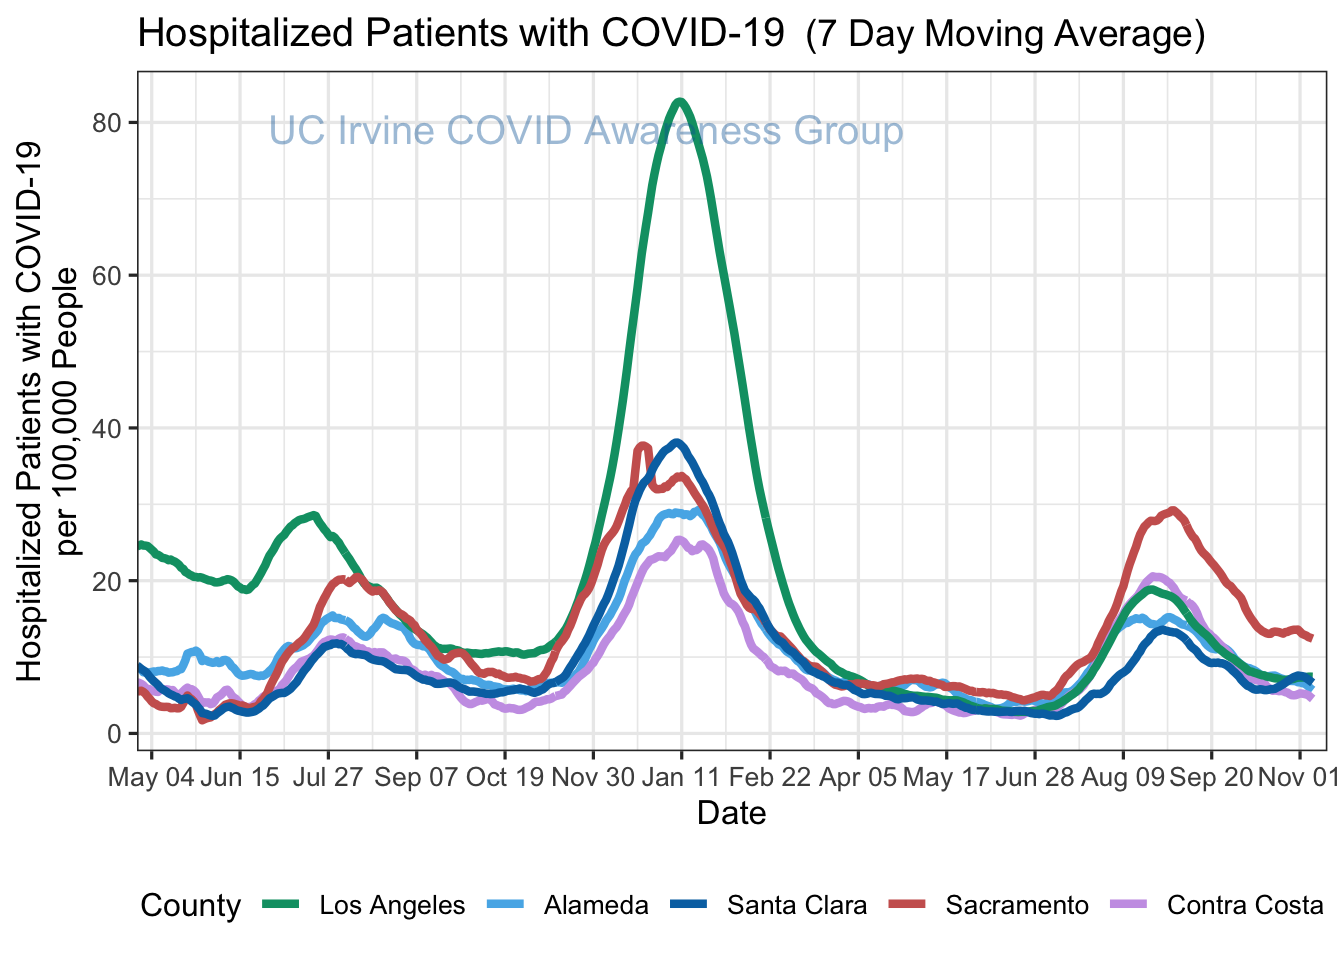 Hospitalized Patients with COVID-19  (7 Day Moving Average)
UC Irvine COVID Awareness Group
Hospitalized Patients with COVID-19
per 100,000 People
80
60
40
20
0
May 04 Jun 15 Jul 27 Sep 07 Oct 19 Nov 30 Jan 11 Feb 22 Apr 05 May 17 Jun 28 Aug 09 Sep 20 Nov 01
Date
County Los Angeles Alameda Santa Clara Sacramento Contra Costa